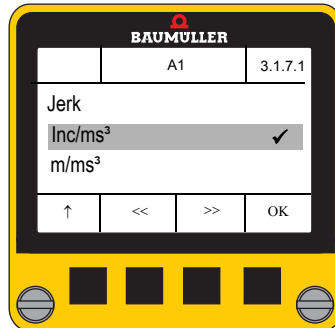 BAUMÜLLER
A1 3.1.7.1
Jerk
Inc/ms³ ✓
m/ms³
↑ << >> OK